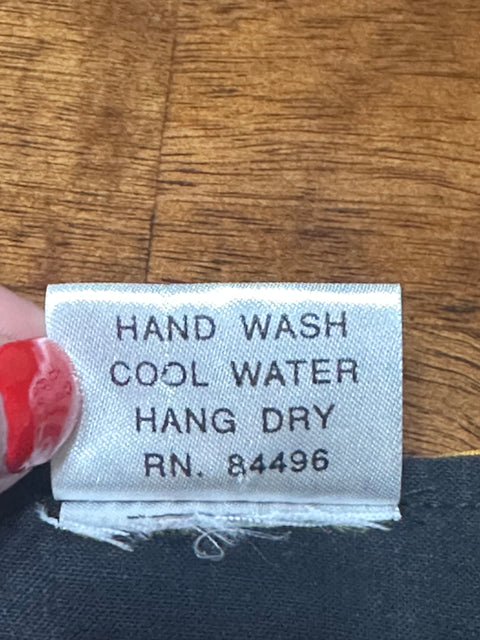 HAND WASH
COOL WATER
HANG DRY
RN. 84496